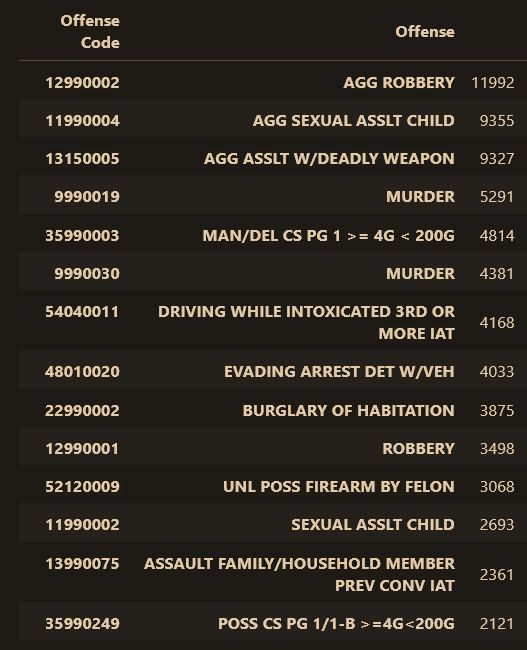 Offense Code Offense
12990002 AGG ROBBERY 11992
11990004 AGG SEXUAL ASSLT CHILD 9355
13150005 AGG ASSLT W/DEADLY WEAPON 9327
9990019 MURDER 5291
35990003 MAN/DEL CS PG 1 >= 4G < 200G 4814
9990030 MURDER 4381
54040011 DRIVING WHILE INTOXICATED 3RD OR
MORE IAT 4168
48010020 EVADING ARREST DET W/VEH 4033
22990002 BURGLARY OF HABITATION 3875
12990001 ROBBERY 3498
52120009 UNL POSS FIREARM BY FELON 3068
11990002 SEXUAL ASSLT CHILD 2693
13990075 ASSAULT FAMILY/HOUSEHOLD MEMBER
PREV CONV IAT 2361
35990249 POSS CS PG 1/1-B >=4G<200G 2121